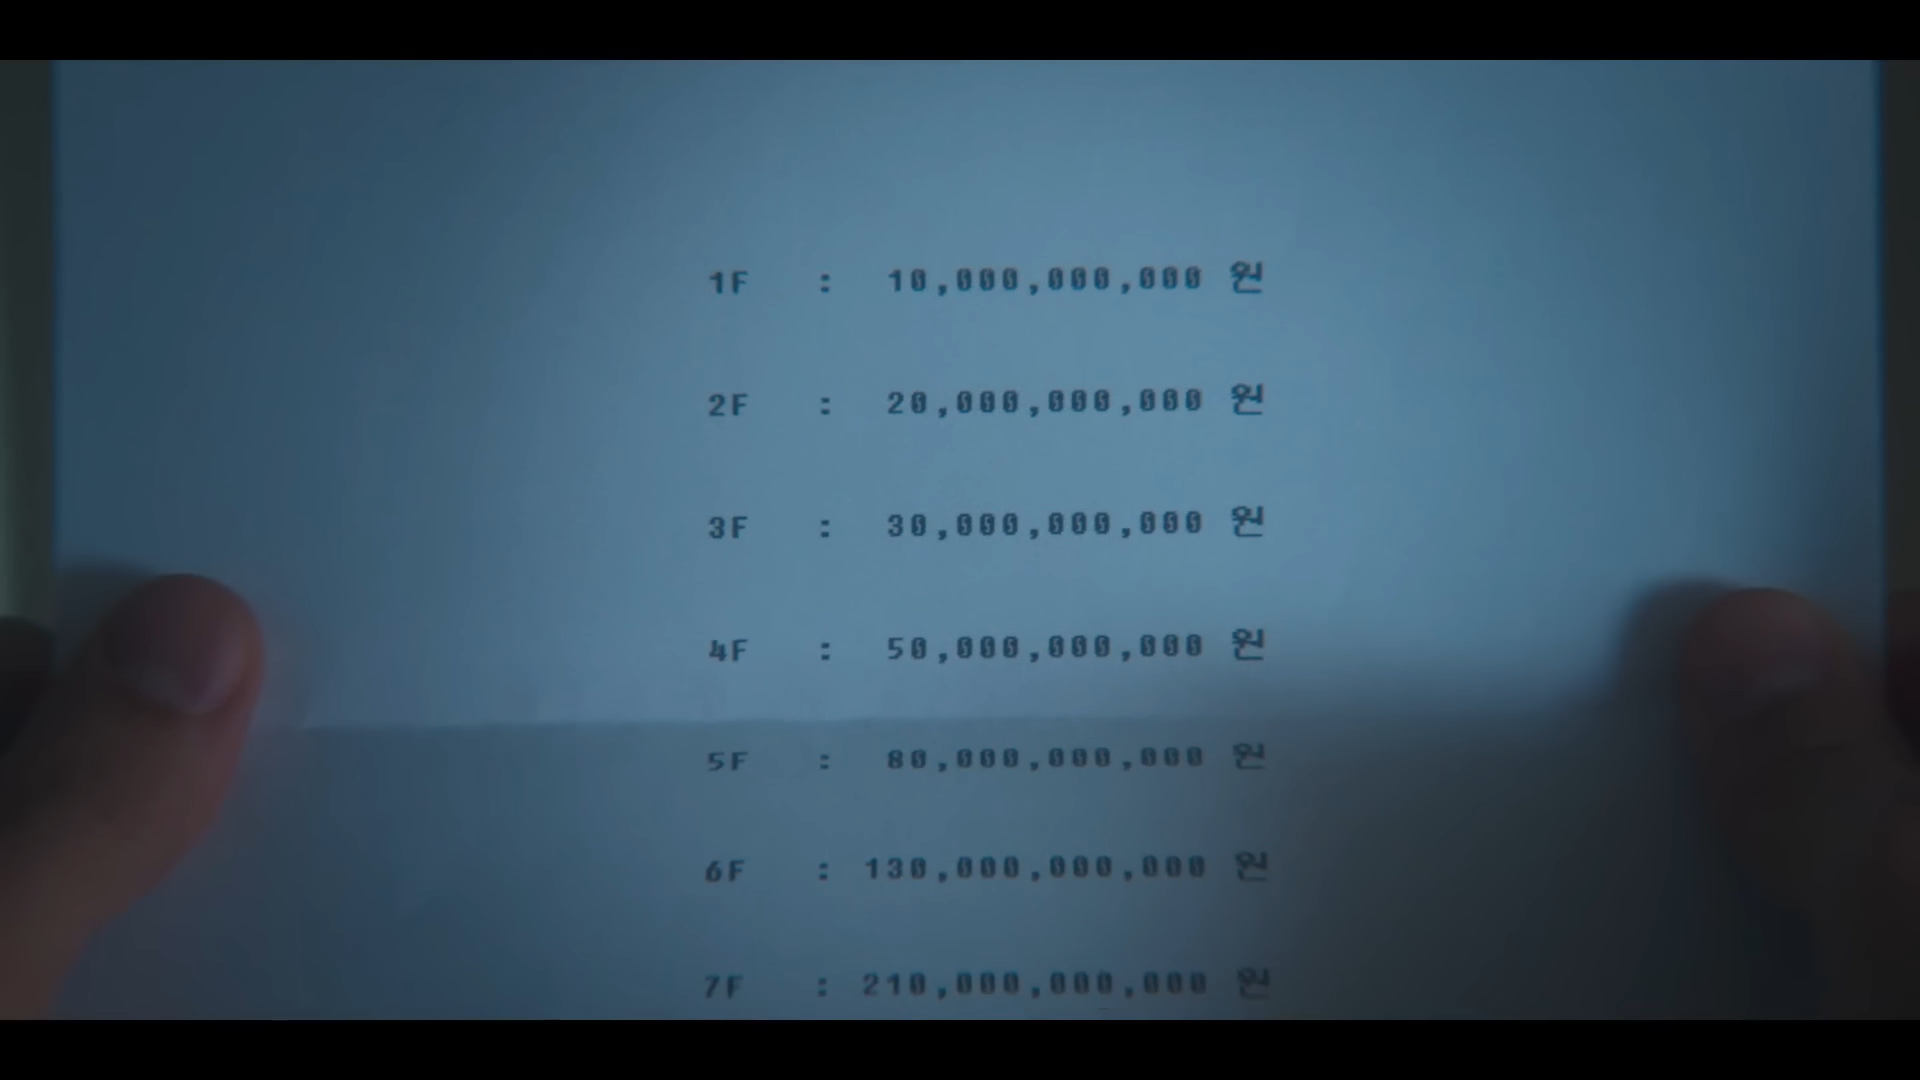 1F : 10,000,000,000 원
2F : 20,000,000,000 원
3F : 30,000,000,000 원
4F : 50,000,000,000 원
5F : 80,000,000,000 원
6F : 130,000,000,000 원
7F : 210,000,000,000 원